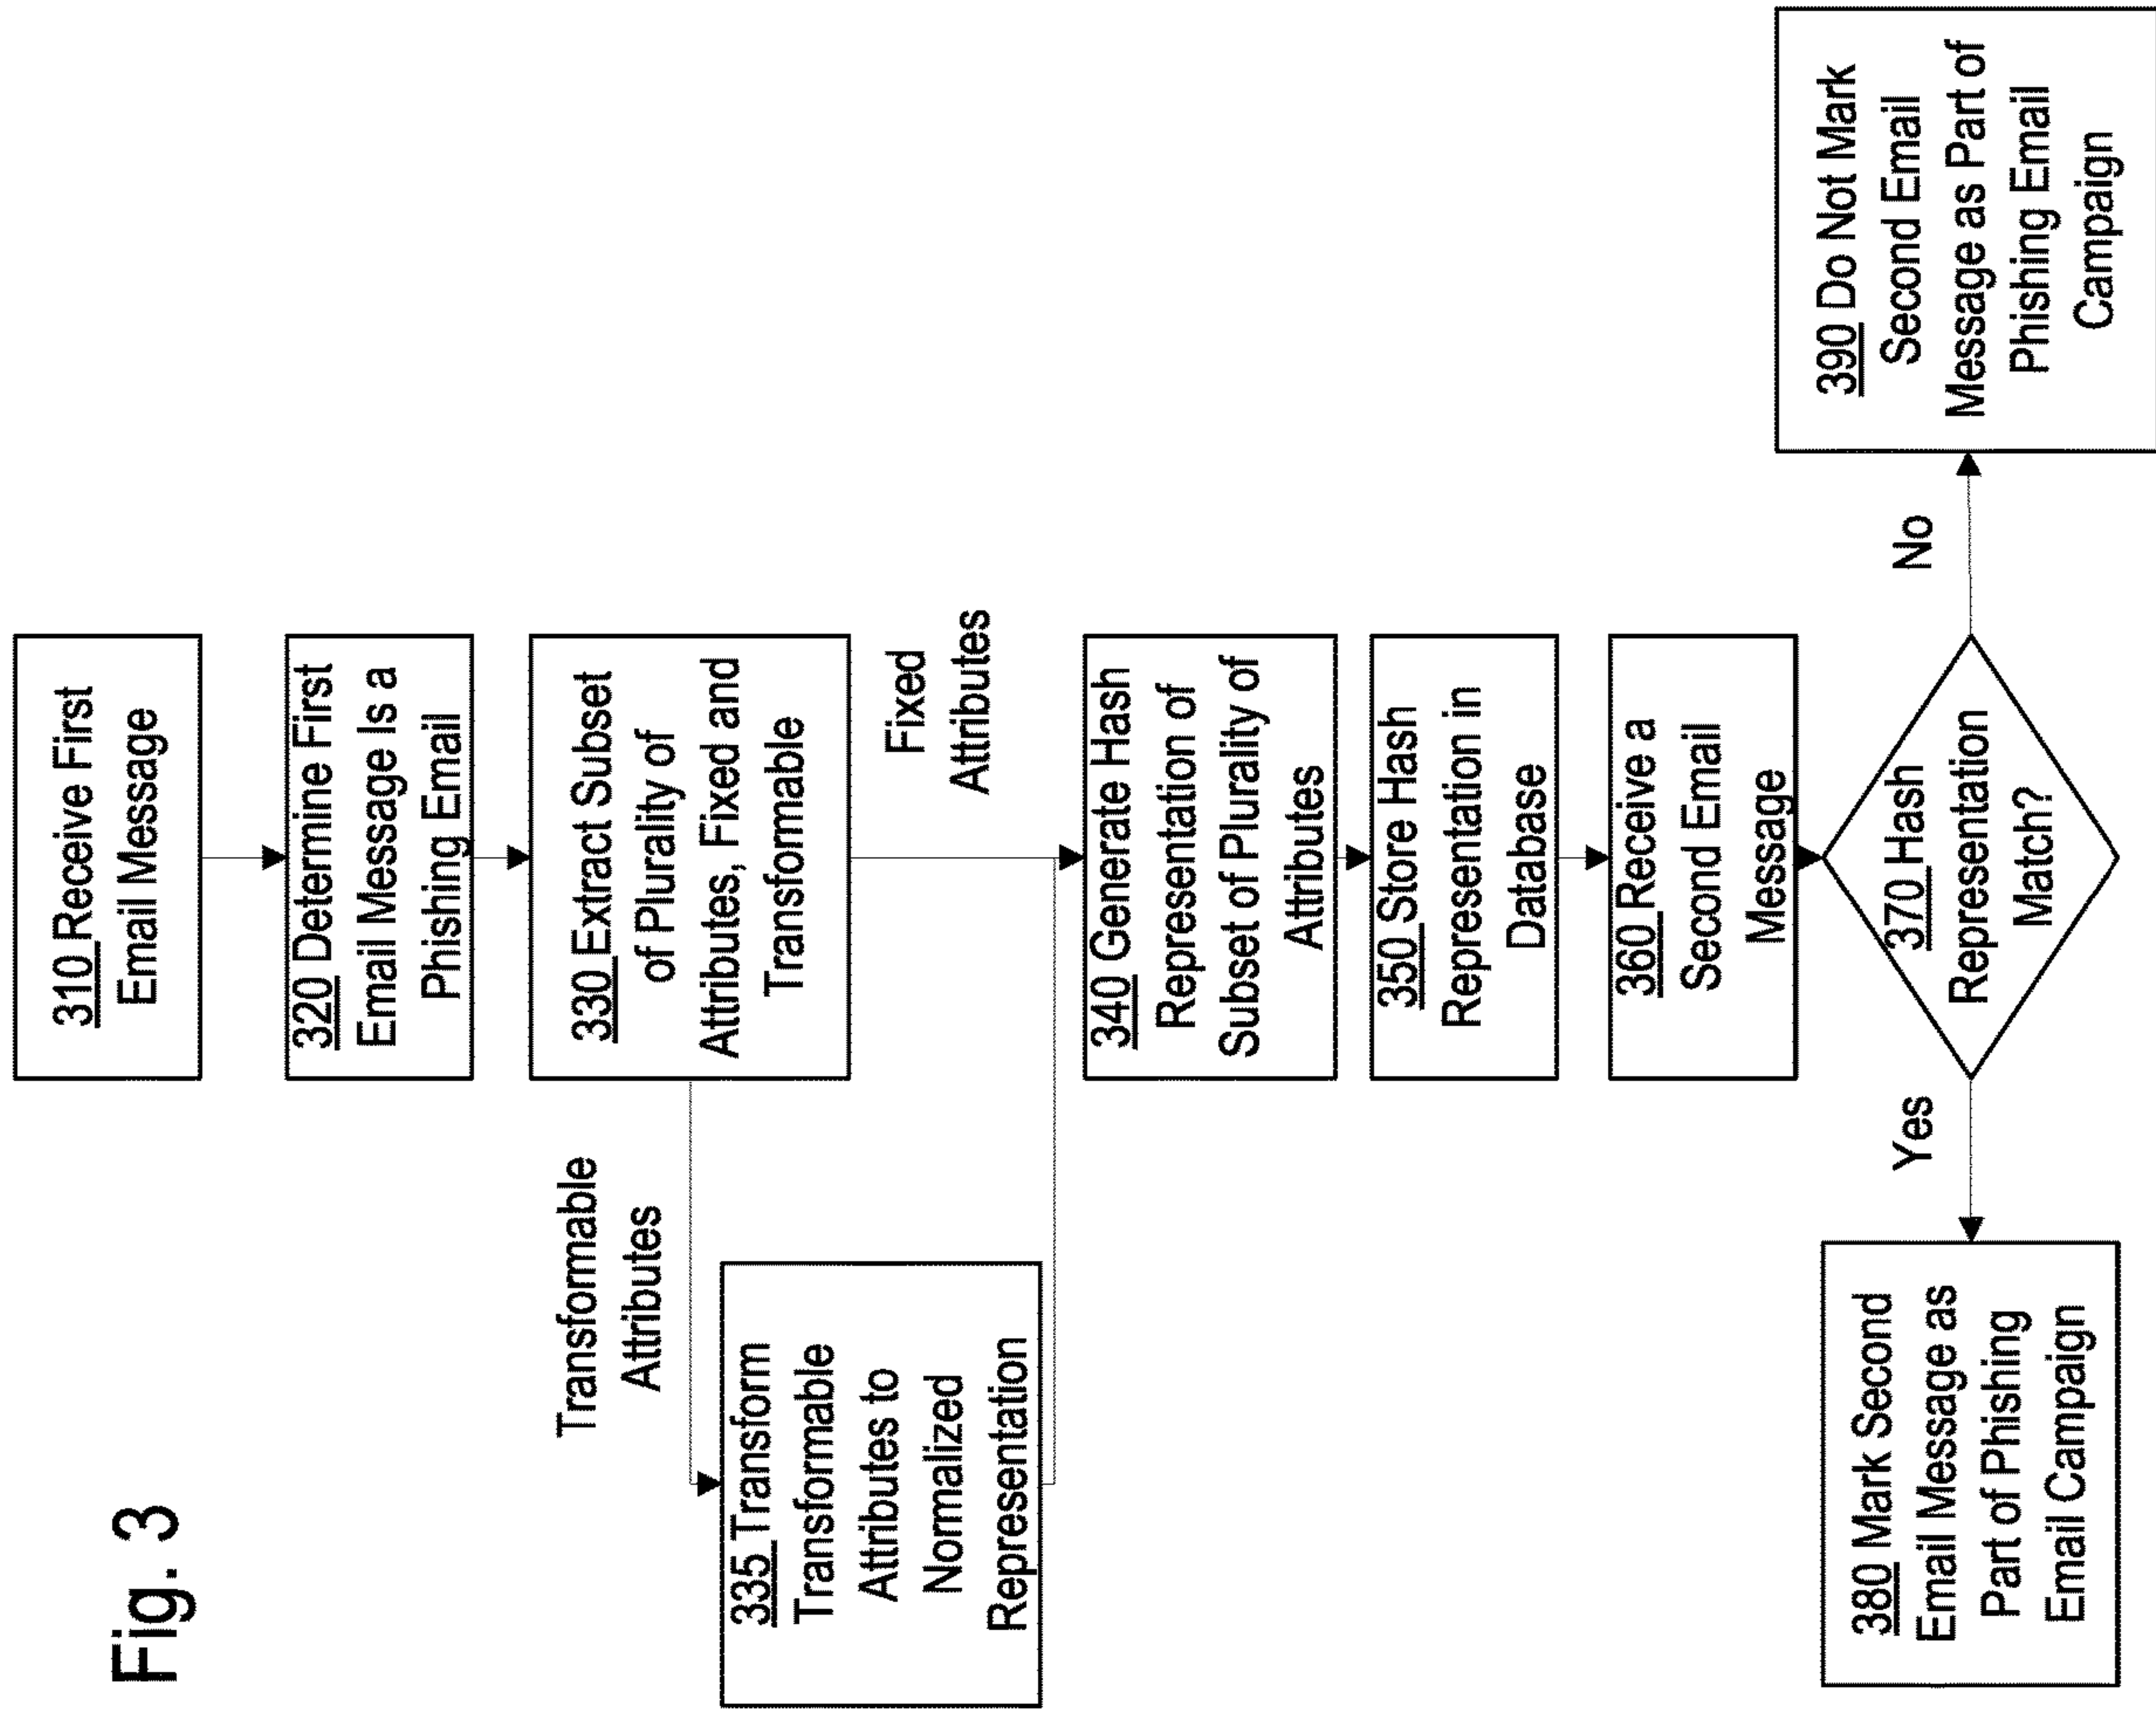 Fig. 3
310 Receive First
Email Message
320 Determine First
Email Message Is a
Phishing Email
330 Extract Subset
of Plurality of
Attributes, Fixed and
Transformable
Transformable
Attributes
Fixed
Attributes
335 Transform
Transformable
Attributes to
Normalized
Representation
340 Generate Hash
Representation of
Subset of Plurality of
Attributes
350 Store Hash
Representation in
Database
360 Receive a
Second Email
Message
370 Hash
Representation
Match?
Yes
No
380 Mark Second
Email Message as
Part of Phishing
Email Campaign
390 Do Not Mark
Second Email
Message as Part of
Phishing Email
Campaign